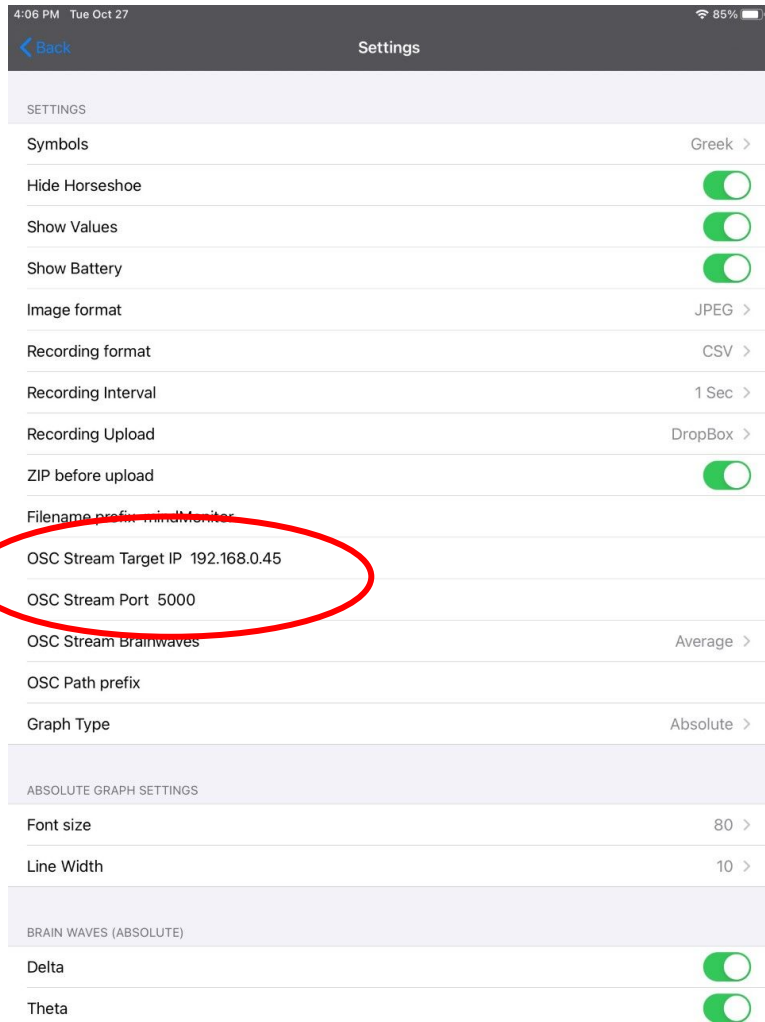 4:06 PM Tue Oct 27 85%
Back Settings
SETTINGS
Symbols Greek
Hide Horseshoe
Show Values
Show Battery
Image format JPEG
Recording format CSV
Recording Interval 1 Sec
Recording Upload DropBox
ZIP before upload
Filename prefix mindMonitor
OSC Stream Target IP 192.168.0.45
OSC Stream Port 5000
OSC Stream Brainwaves Average
OSC Path prefix
Graph Type Absolute
ABSOLUTE GRAPH SETTINGS
Font size 80
Line Width 10
BRAIN WAVES (ABSOLUTE)
Delta
Theta